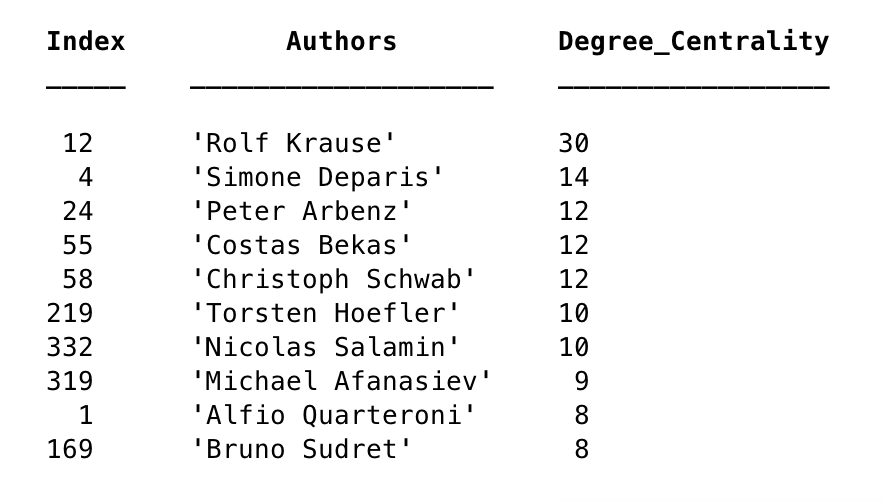 Index Authors Degree_Centrality
12 'Rolf Krause' 30
4 'Simone Deparis' 14
24 'Peter Arbenz' 12
55 'Costas Bekas' 12
58 'Christoph Schwab' 12
219 'Torsten Hoefler' 10
332 'Nicolas Salamin' 10
319 'Michael Afanasiev' 9
1 'Alfio Quarteroni' 8
169 'Bruno Sudret' 8